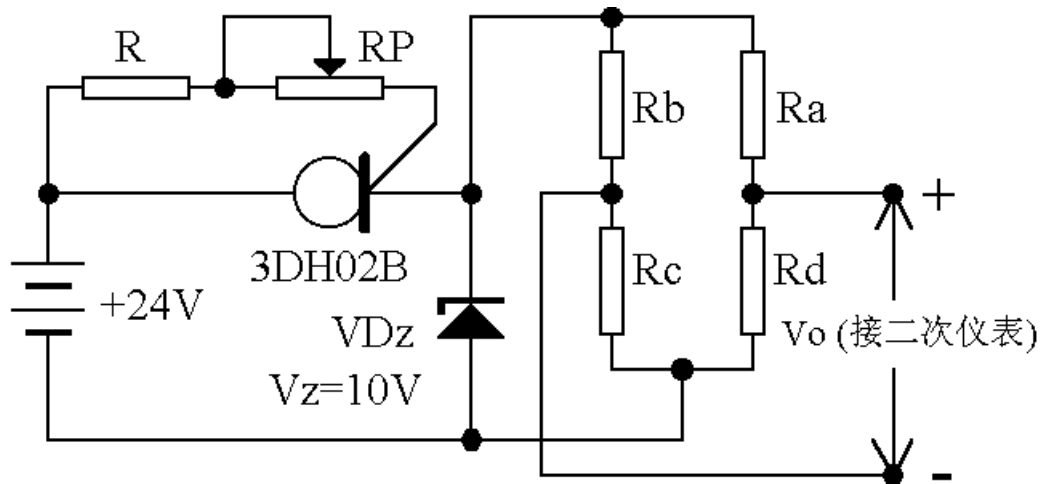 R
RP
Rb
Ra
+
3DH02B
Rc
Rd
+24V
VDz
Vo (接二次仪表)
Vz=10V
-